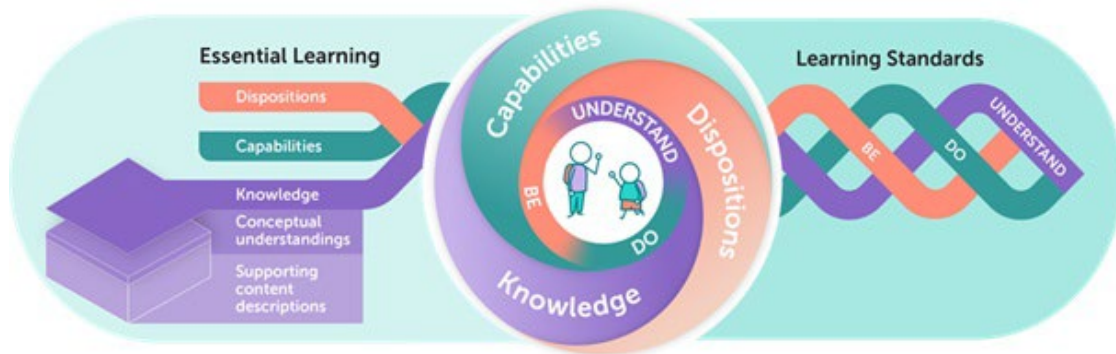 Essential Learning
Dispositions
Capabilities
Knowledge
Conceptual
understandings
Supporting
content
descriptions
Capabilities
Dispositions
Knowledge
UNDERSTAND
BE
DO
Learning Standards
BE
DO
UNDERSTAND